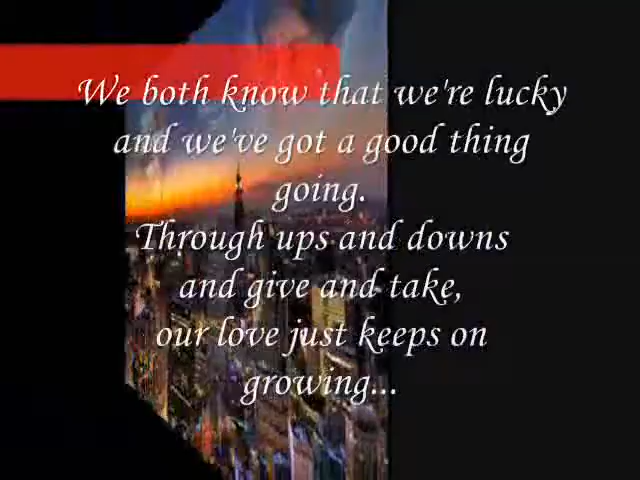 We both know that we're lucky
and we've got a good thing
going.
Through ups and downs
and give and take,
our love just keeps on
growing...